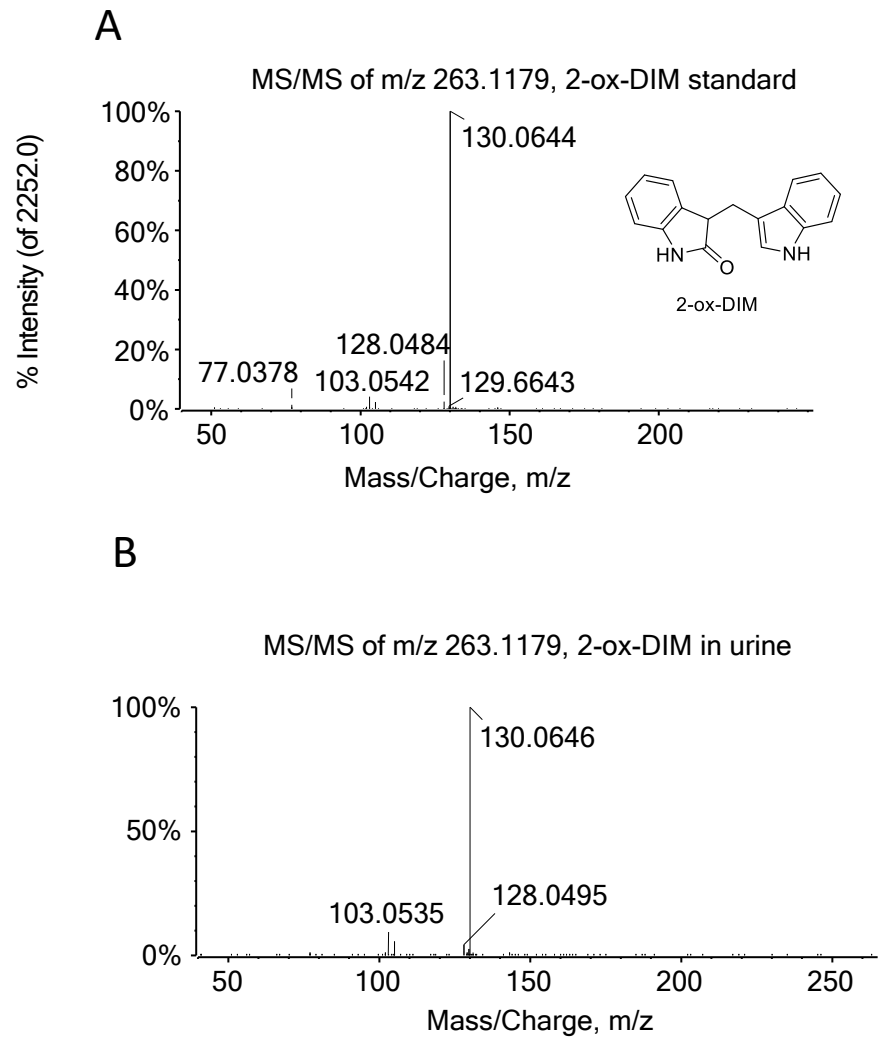 A
MS/MS of m/z 263.1179, 2-ox-DIM standard
% Intensity (of 2252.0)
100%
80%
60%
40%
20%
0%
130.0644
128.0484
77.0378
103.0542
129.6643
HN
O
NH
2-ox-DIM
50
100
150
200
Mass/Charge, m/z
B
MS/MS of m/z 263.1179, 2-ox-DIM in urine
100%
50%
0%
130.0646
128.0495
103.0535
50
100
150
200
250
Mass/Charge, m/z